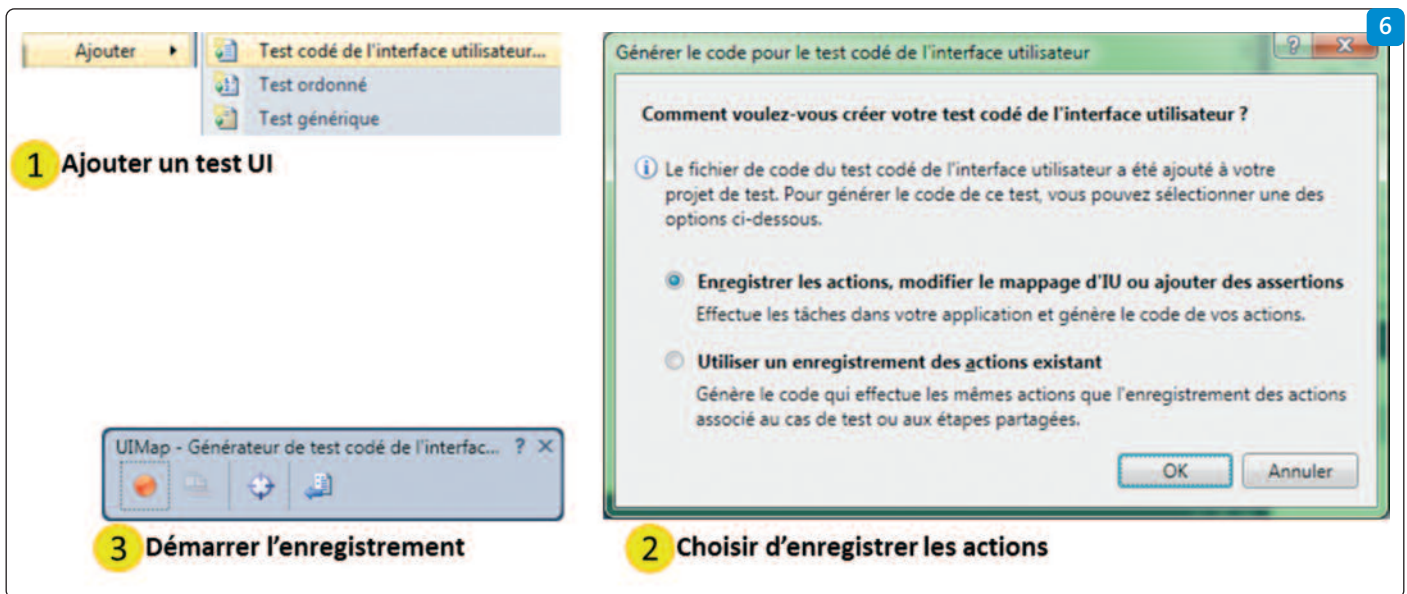 6
Ajouter
Test codé de l'interface utilisateur...
Test ordonné
Test générique
1 Ajouter un test UI
Générer le code pour le test codé de l'interface utilisateur
Comment voulez-vous créer votre test codé de l'interface utilisateur ?
Le fichier de code du test codé de l'interface utilisateur a été ajouté à votre
projet de test. Pour générer le code de ce test, vous pouvez sélectionner une des
options ci-dessous.
Enregistrer les actions, modifier le mappage d'IU ou ajouter des assertions
Effectue les tâches dans votre application et génère le code de vos actions.
Utiliser un enregistrement des actions existant
Génère le code qui effectue les mêmes actions que l'enregistrement des actions
associé au cas de test ou aux étapes partagées.
OK
Annuler
2 Choisir d'enregistrer les actions
UIMap - Générateur de test codé de l'interfac... ?
3 Démarrer l'enregistrement